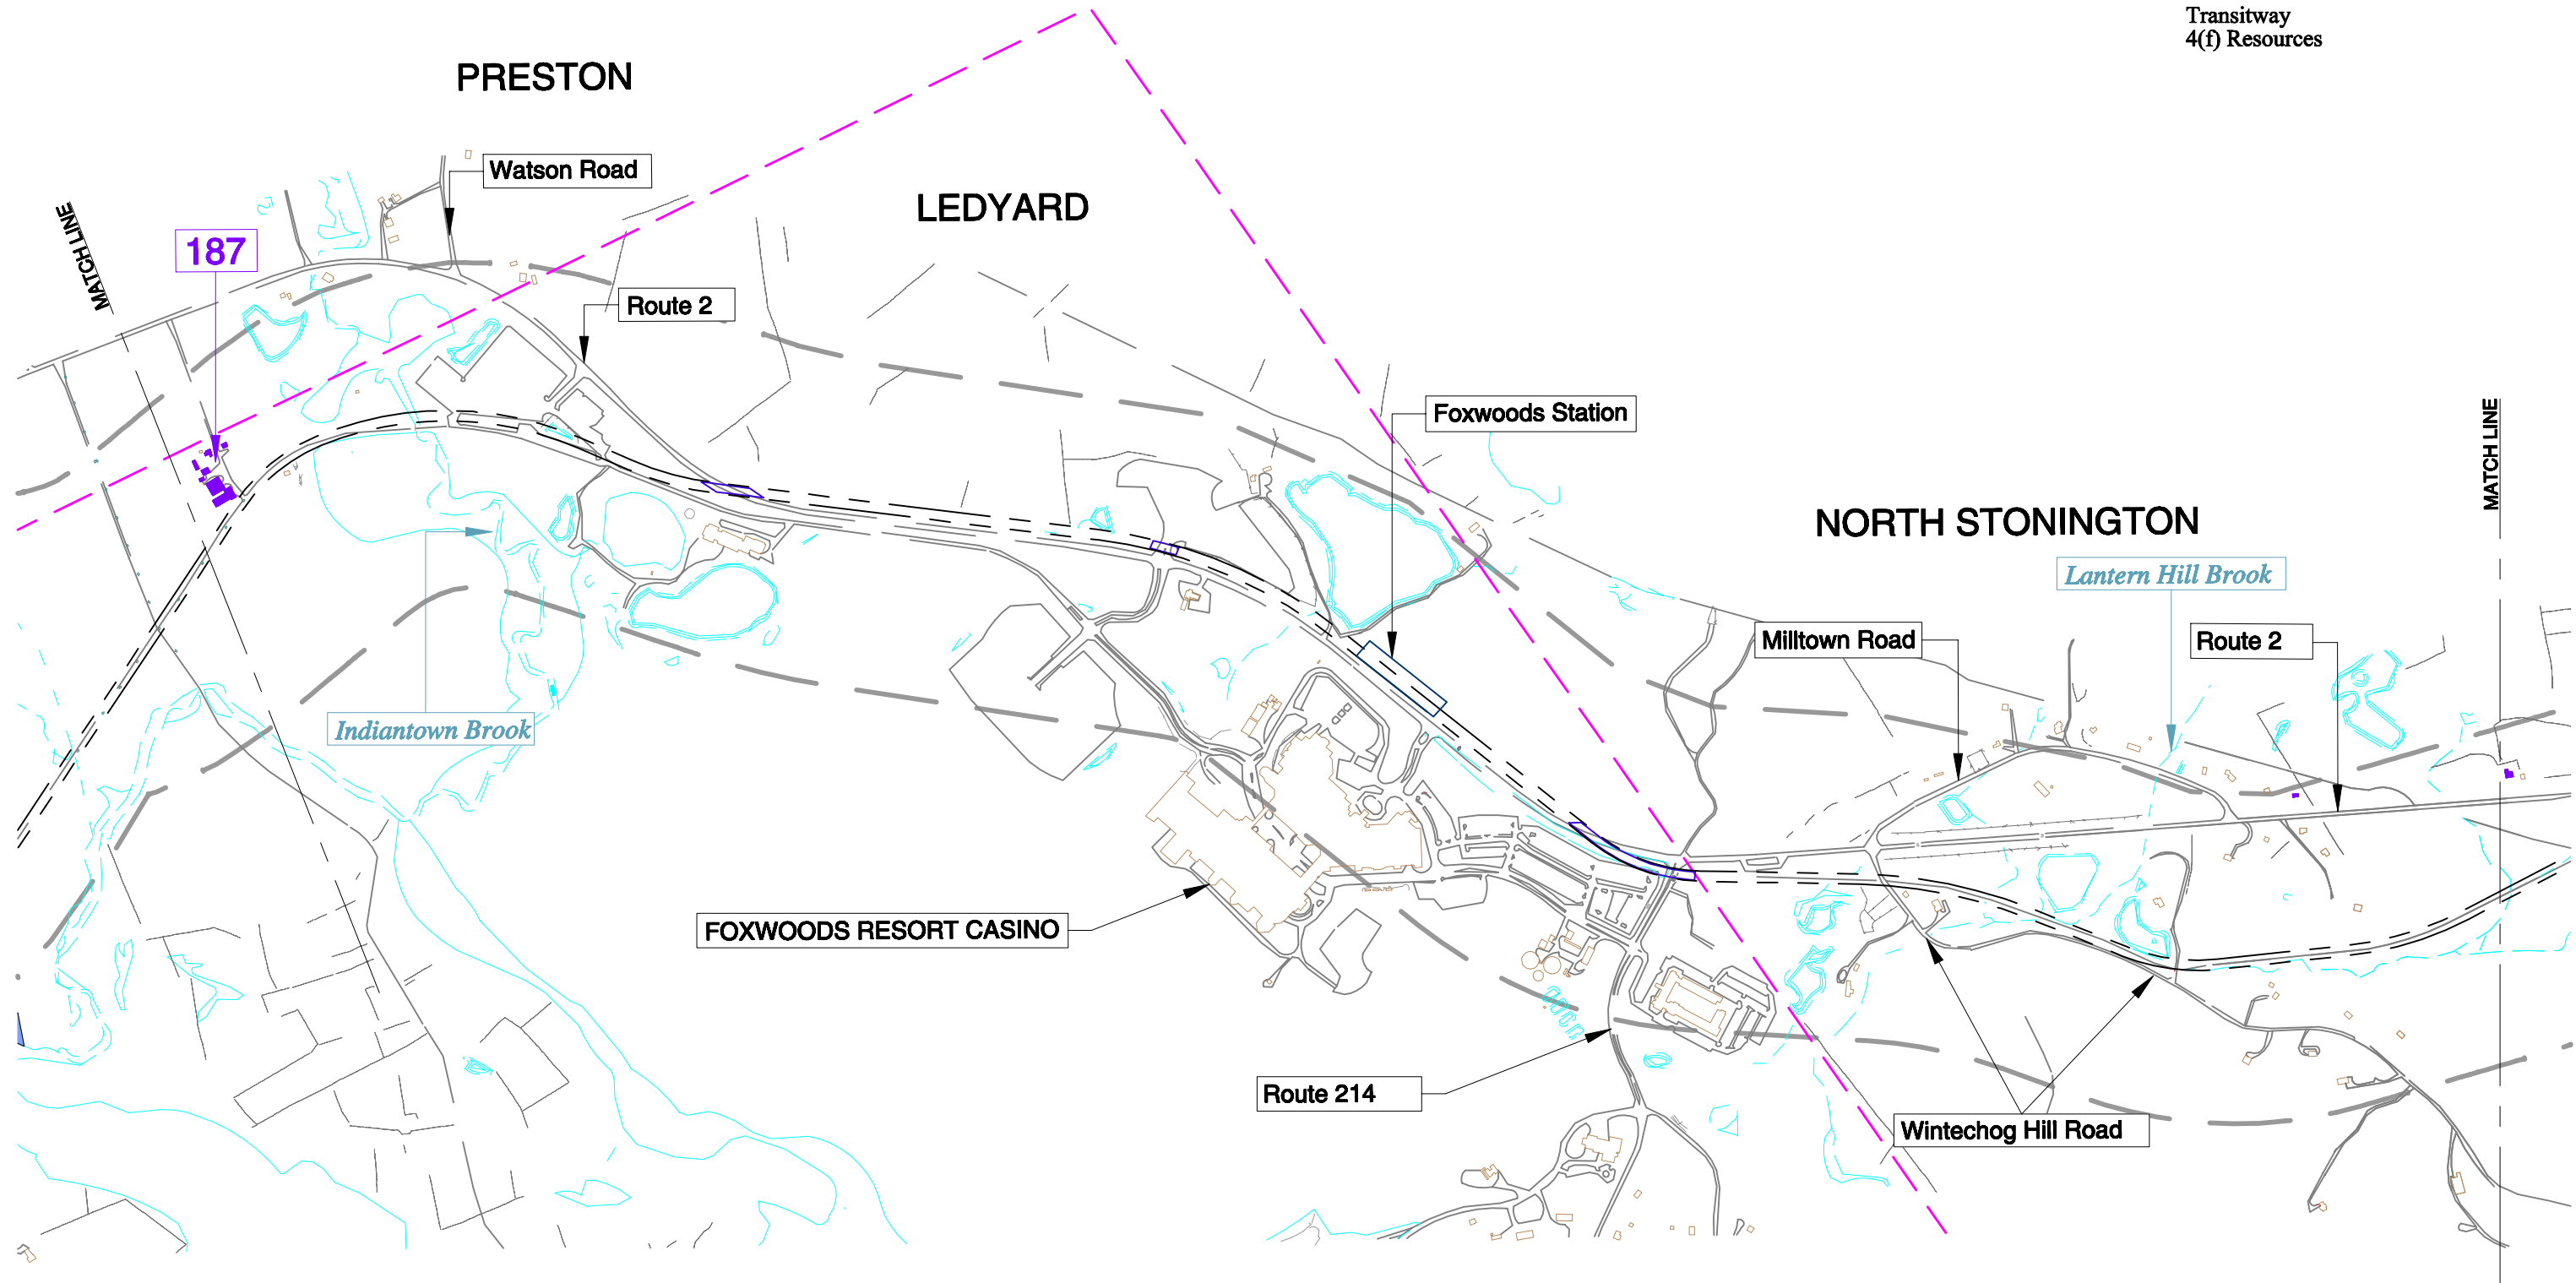 Transitway
4(f) Resources
PRESTON
Watson Road
LEDYARD
MATCH LINE
187
Route 2
Foxwoods Station
MATCH LINE
NORTH STONINGTON
Lantern Hill Brook
Milltown Road
Route 2
Indiantown Brook
FOXWOODS RESORT CASINO
Route 214
Wintechog Hill Road